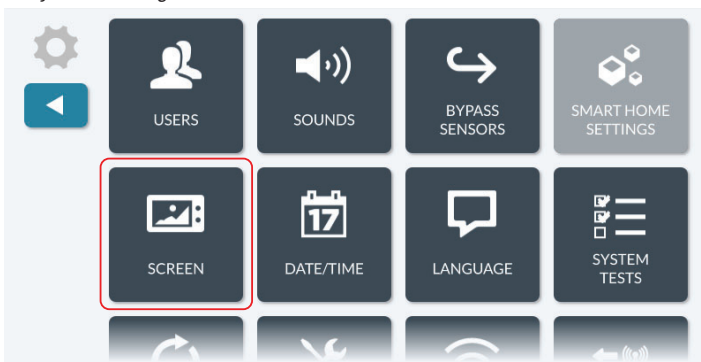 USERS
SOUNDS
BYPASS
SENSORS
SMART HOME
SETTINGS
SCREEN
17
DATE/TIME
LANGUAGE
SYSTEM
TESTS